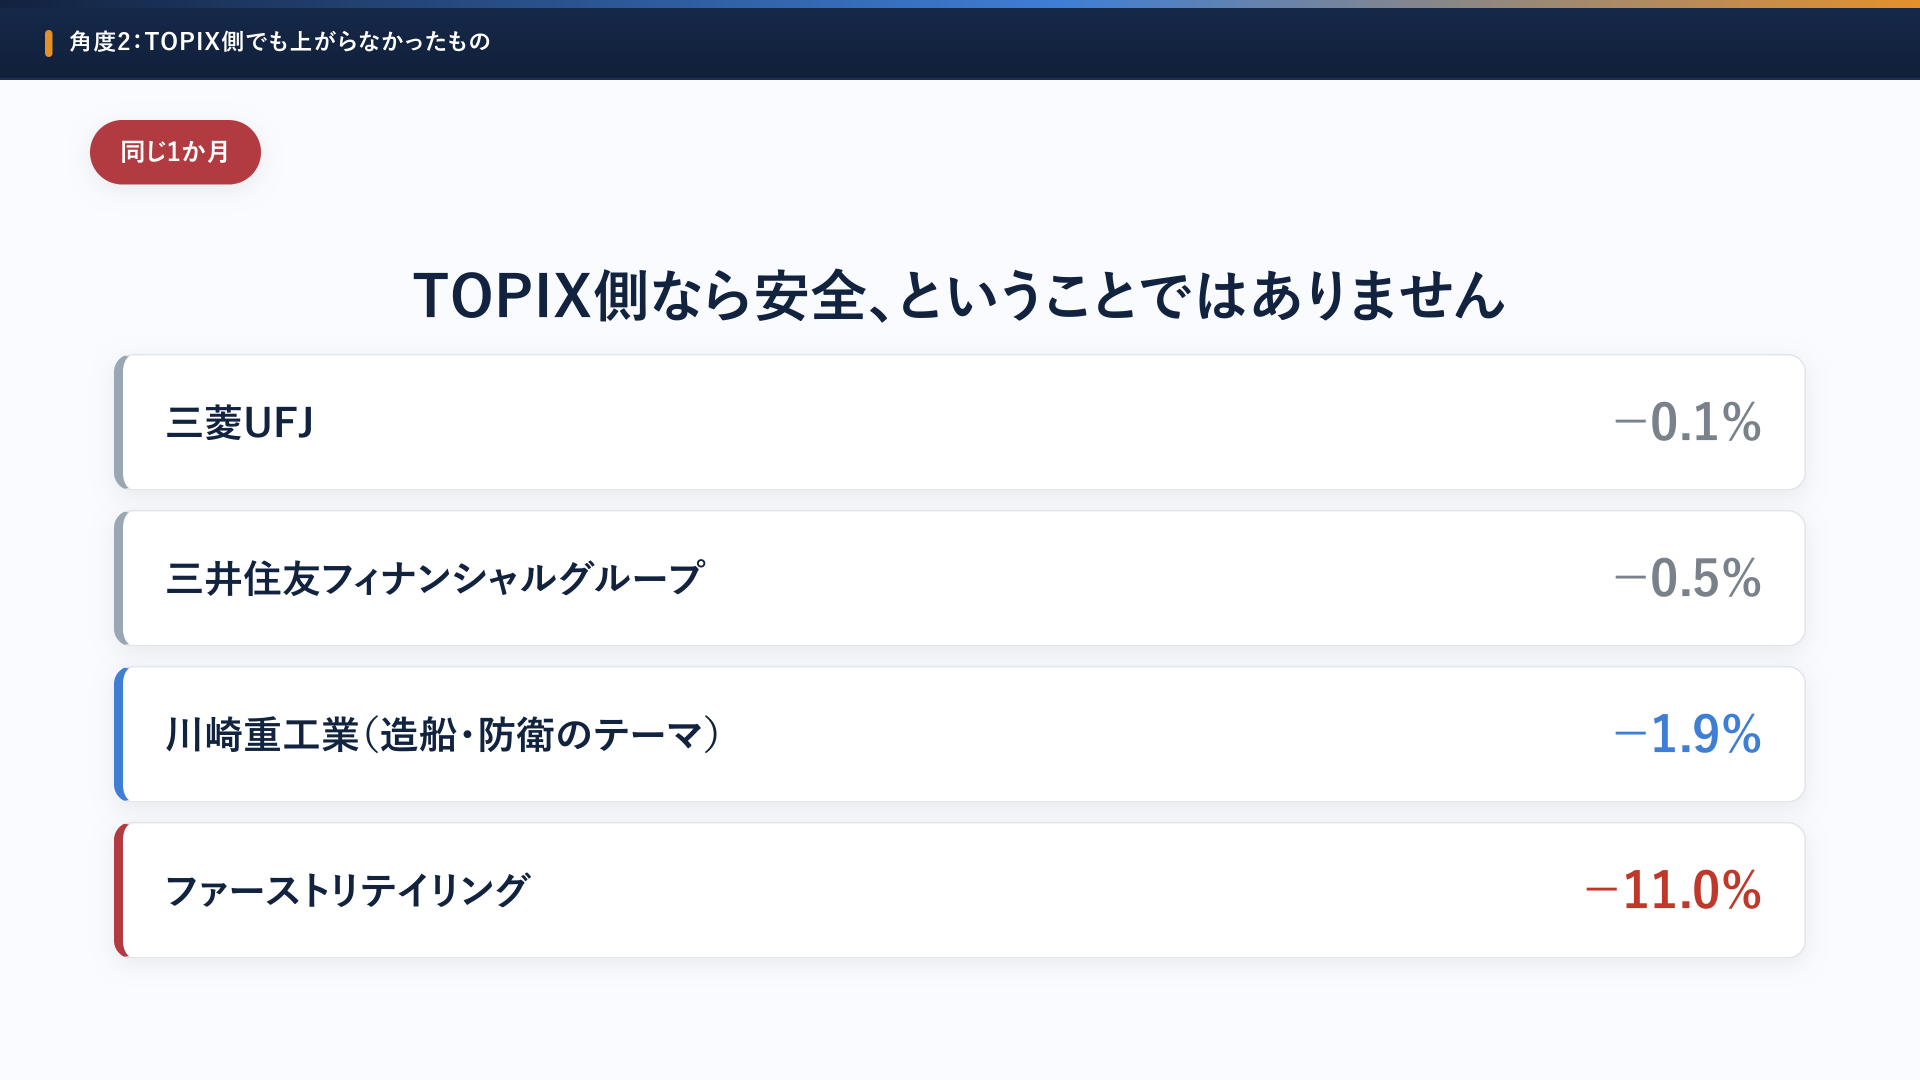 角度2：TOPIX側でも上がらなかったもの
同じ1か月
TOPIX側なら安全、ということではありません
三菱UFJ
−0.1%
三井住友フィナンシャルグループ
−0.5%
川崎重工業（造船・防衛のテーマ）
−1.9%
ファーストリテイリング
−11.0%